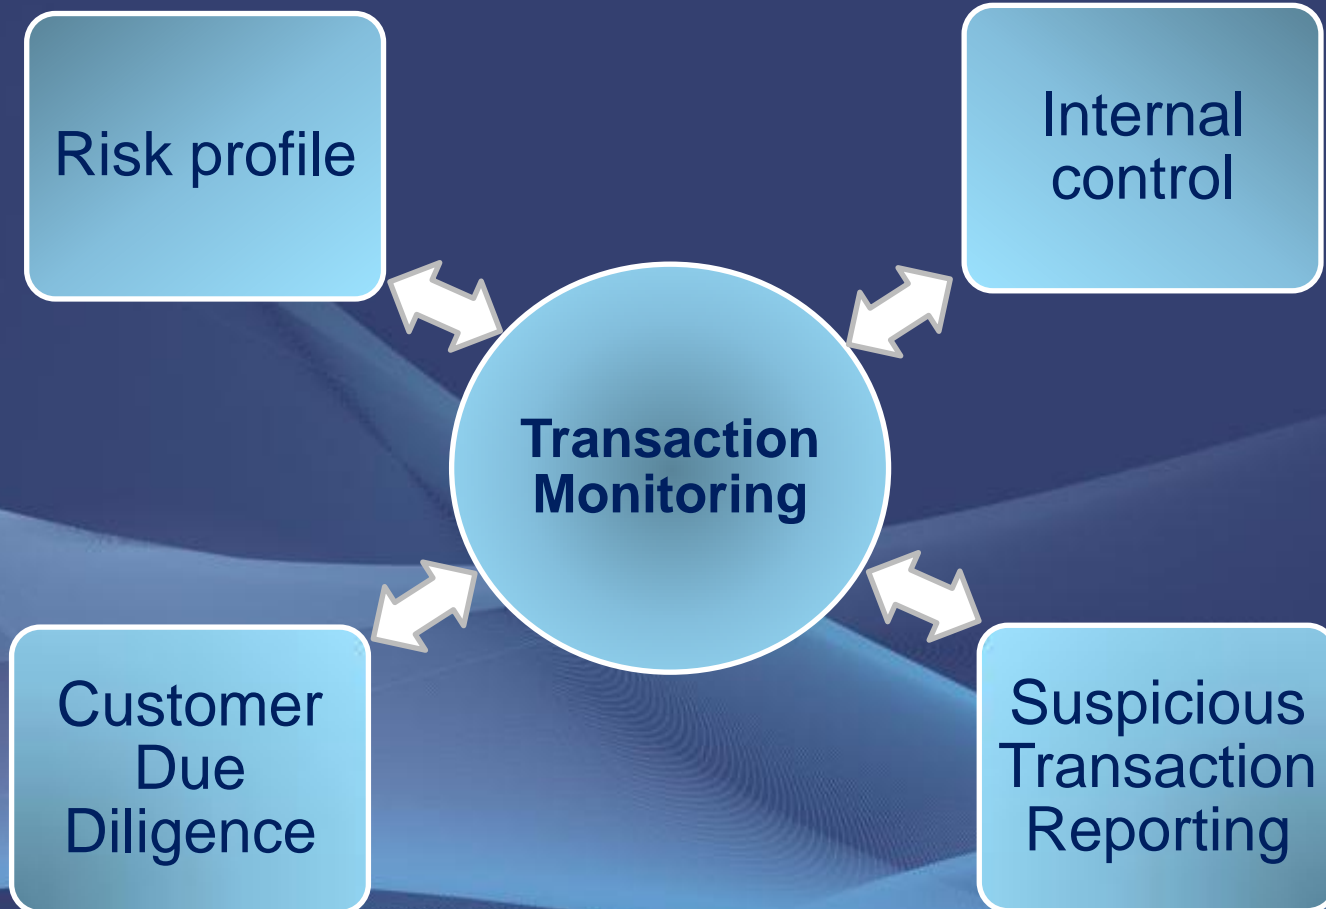 Risk profile
Internal
control
Transaction
Monitoring
Customer
Due
Diligence
Suspicious
Transaction
Reporting